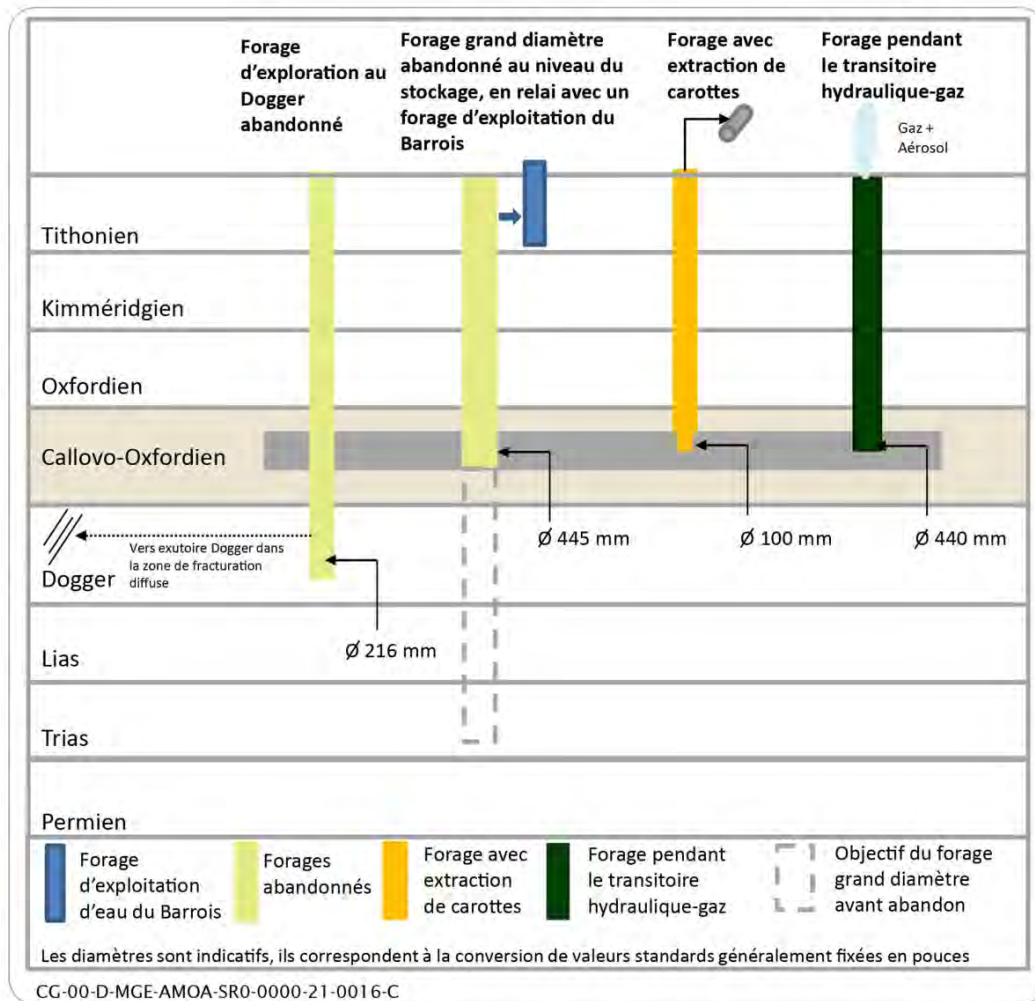 Forage
d'exploration au
Dogger
abandonné
Forage grand diamètre
abandonné au niveau du
stockage, en relai avec un
forage d'exploitation du
Barrois
Forage avec
extraction de
carottes
Forage pendant
le transitoire
hydraulique-gaz
Gaz +
Aérosol
Tithonien
Kimméridgien
Oxfordien
Callovo-Oxfordien
Ø 445 mm
Ø 100 mm
Ø 440 mm
Vers exutoire Dogger dans
la zone de fracturation
diffuse
Dogger
Ø 216 mm
Lias
Trias
Permien
Forage
d'exploitation
d'eau du Barrois
Forages
abandonnés
Forage avec
extraction
de carottes
Forage pendant
le transitoire
hydraulique-gaz
Objectif du forage
grand diamètre
avant abandon
Les diamètres sont indicatifs, ils correspondent à la conversion de valeurs standards généralement fixées en pouces
CG-00-D-MGE-AMOA-SR0-0000-21-0016-C